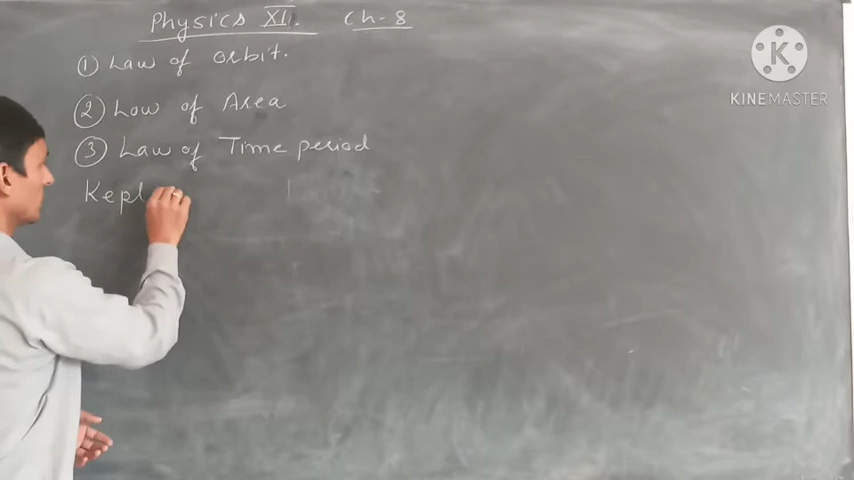 Physics XI. Ch-8
① Law of orbit.
② Low of Area
③ Law of Time period
Kepl
KINEMASTER